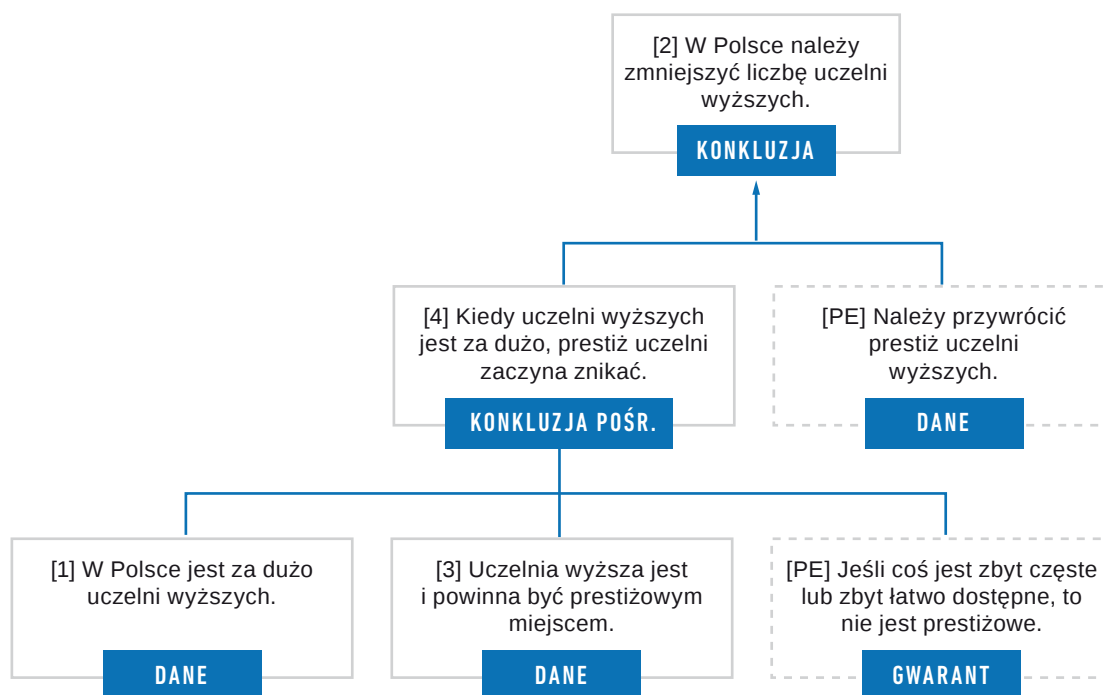 [2] W Polsce należy
zmniejszyć liczbę uczelni
wyższych.
KONKLUZJA
[4] Kiedy uczelni wyższych
jest za dużo, prestiż uczelni
zaczyna znikać.
KONKLUZJA POŚR.
[PE] Należy przywrócić
prestiż uczelni
wyższych.
DANE
[1] W Polsce jest za dużo
uczelni wyższych.
DANE
[3] Uczelnia wyższa jest
i powinna być prestiżowym
miejscem.
DANE
[PE] Jeśli coś jest zbyt częste
lub zbyt łatwo dostępne, to
nie jest prestiżowe.
GWARANT